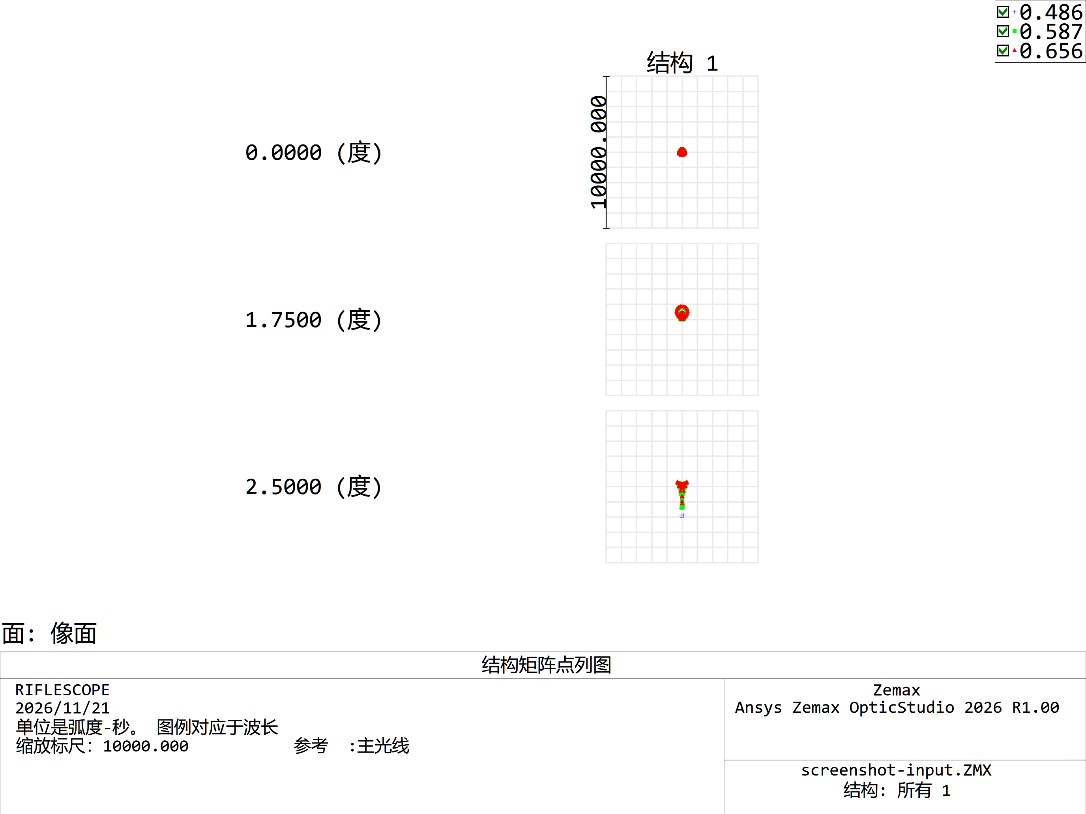 0.486
0.587
0.656
结构 1
10000.000
0.0000 (度)
1.7500 (度)
2.5000 (度)
面: 像面
结构矩阵点列图
RIFLESCOPE
2026/11/21
单位是弧度-秒。 图例对应于波长
缩放标尺: 10000.000 参考 :主光线
Zemax
Ansys Zemax OpticStudio 2026 R1.00
screenshot-input.ZMX
结构: 所有 1